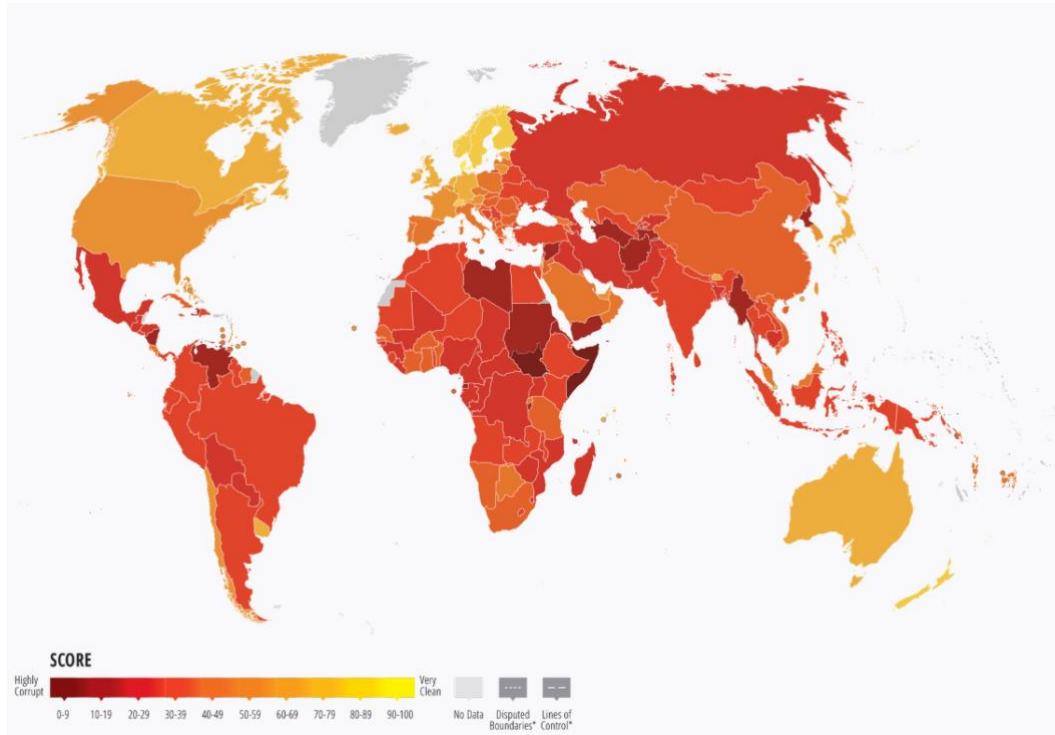 SCORE
Highly
Corrupt
Very
Clean
0-9
10-19
20-29
30-39
40-49
50-59
60-69
70-79
80-89
90-100
No Data
Disputed
Boundaries*
Lines of
Control*